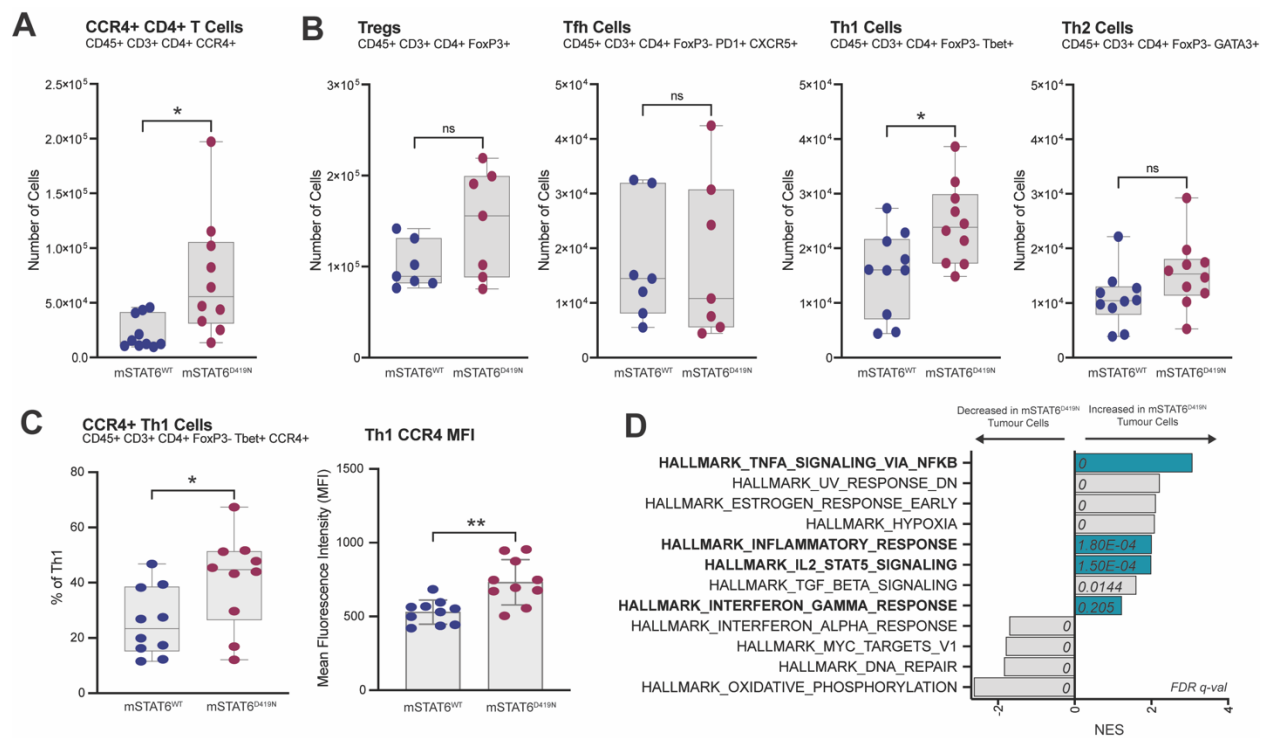 A
CCR4+ CD4+ T Cells
CD45+ CD3+ CD4+ CCR4+
Number of Cells
2.5×10⁵
2.0×10⁵
1.5×10⁵
1.0×10⁵
5.0×10⁴
0.0
*
mSTAT6ᵂᵀ
mSTAT6ᴰ⁴¹⁹ᴺ
B
Tregs
CD45+ CD3+ CD4+ FoxP3+
Number of Cells
3×10⁵
2×10⁵
1×10⁵
0
ns
mSTAT6ᵂᵀ
mSTAT6ᴰ⁴¹⁹ᴺ
Tfh Cells
CD45+ CD3+ CD4+ FoxP3- PD1+ CXCR5+
Number of Cells
5×10⁴
4×10⁴
3×10⁴
2×10⁴
1×10⁴
0
ns
mSTAT6ᵂᵀ
mSTAT6ᴰ⁴¹⁹ᴺ
Th1 Cells
CD45+ CD3+ CD4+ FoxP3- Tbet+
Number of Cells
5×10⁴
4×10⁴
3×10⁴
2×10⁴
1×10⁴
0
*
mSTAT6ᵂᵀ
mSTAT6ᴰ⁴¹⁹ᴺ
Th2 Cells
CD45+ CD3+ CD4+ FoxP3- GATA3+
Number of Cells
5×10⁴
4×10⁴
3×10⁴
2×10⁴
1×10⁴
0
ns
mSTAT6ᵂᵀ
mSTAT6ᴰ⁴¹⁹ᴺ
C
CCR4+ Th1 Cells
CD45+ CD3+ CD4+ FoxP3- Tbet+ CCR4+
% of Th1
80
60
40
20
0
*
mSTAT6ᵂᵀ
mSTAT6ᴰ⁴¹⁹ᴺ
Th1 CCR4 MFI
Mean Fluorescence Intensity (MFI)
1500
1000
500
0
**
mSTAT6ᵂᵀ
mSTAT6ᴰ⁴¹⁹ᴺ
D
Decreased in mSTAT6ᴰ⁴¹⁹ᴺ
Tumour Cells
Increased in mSTAT6ᴰ⁴¹⁹ᴺ
Tumour Cells
HALLMARK_TNFA_SIGNALING_VIA_NFKB 0
HALLMARK_UV_RESPONSE_DN 0
HALLMARK_ESTROGEN_RESPONSE_EARLY 0
HALLMARK_HYPOXIA 0
HALLMARK_INFLAMMATORY_RESPONSE 1.80E-04
HALLMARK_IL2_STAT5_SIGNALING 1.50E-04
HALLMARK_TGF_BETA_SIGNALING 0.0144
HALLMARK_INTERFERON_GAMMA_RESPONSE 0.205
HALLMARK_INTERFERON_ALPHA_RESPONSE 0
HALLMARK_MYC_TARGETS_V1 0
HALLMARK_DNA_REPAIR 0
HALLMARK_OXIDATIVE_PHOSPHORYLATION 0
FDR q-val
-2 0 2 4
NES